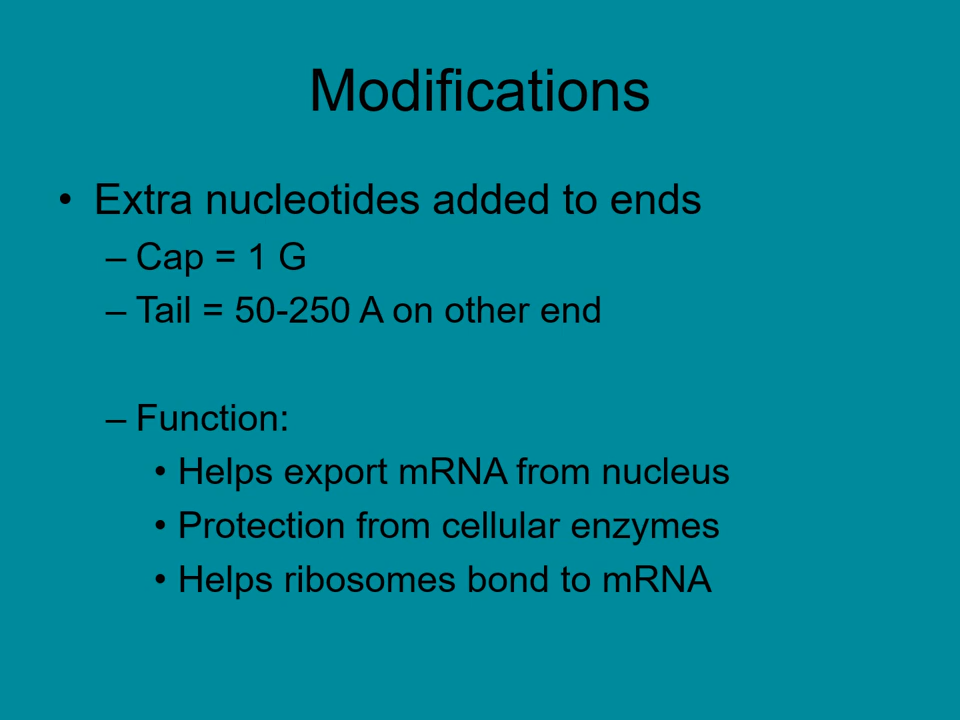 Modifications
• Extra nucleotides added to ends
– Cap = 1 G
– Tail = 50-250 A on other end
– Function:
• Helps export mRNA from nucleus
• Protection from cellular enzymes
• Helps ribosomes bond to mRNA